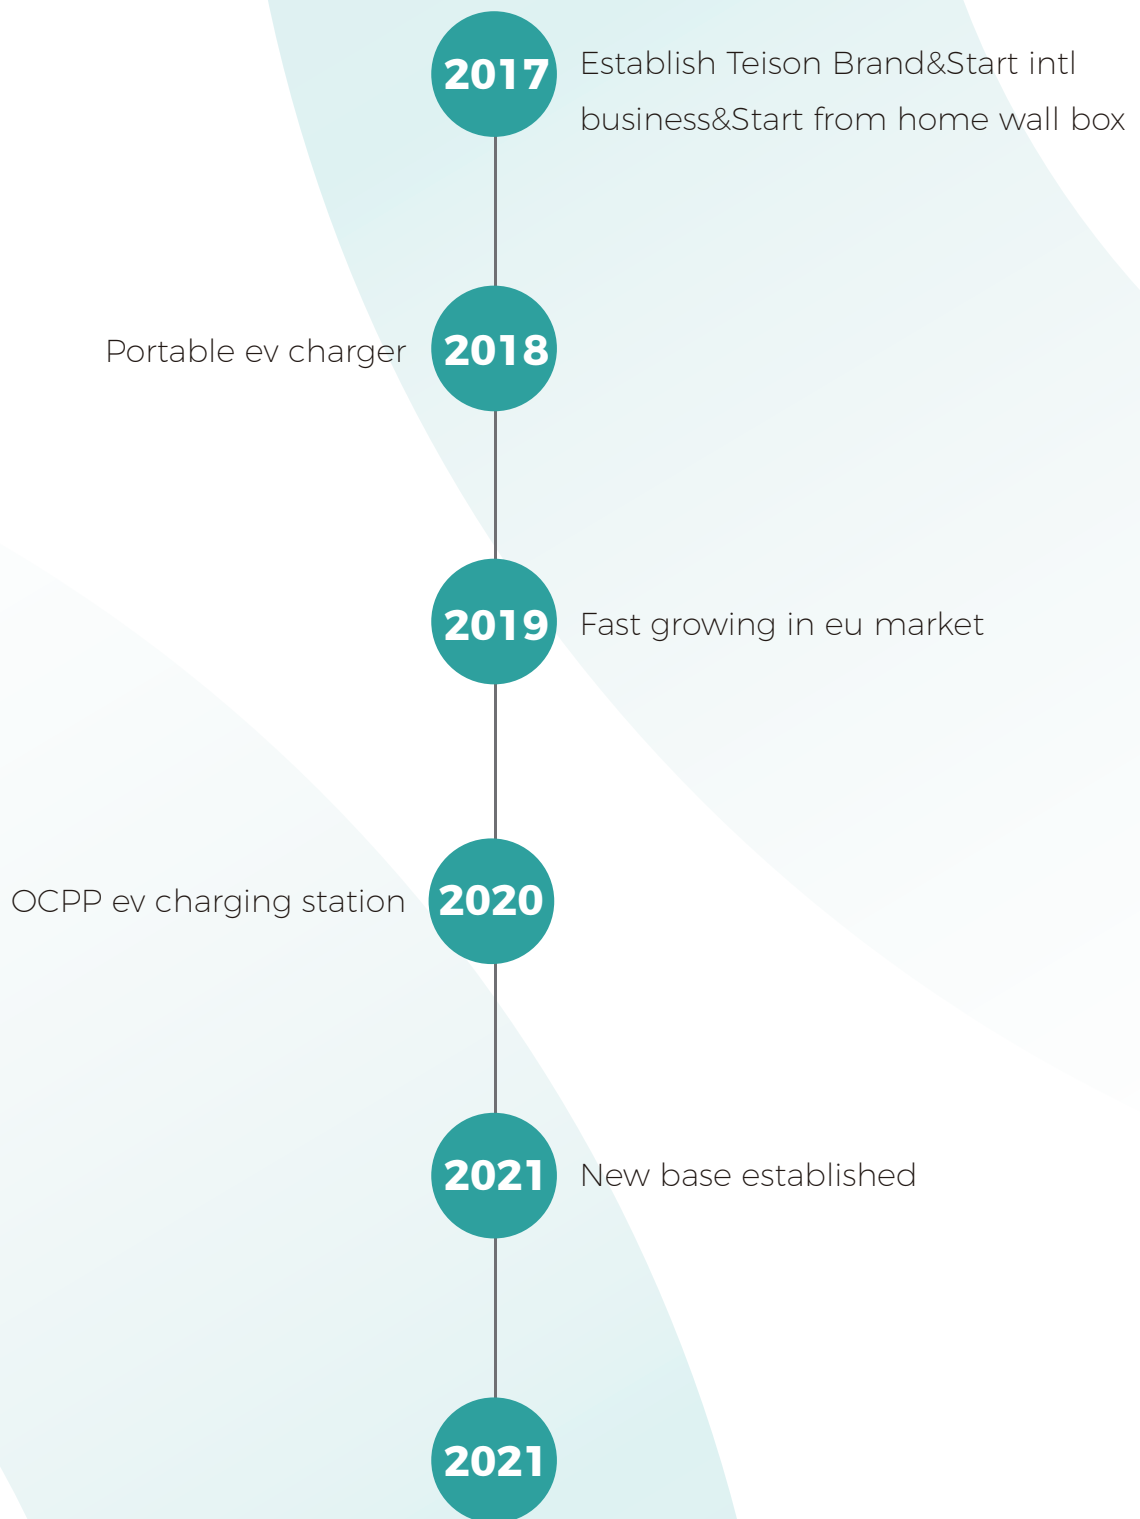 2017
Establish Teison Brand&Start intl
business&Start from home wall box
Portable ev charger
2018
2019
Fast growing in eu market
OCPP ev charging station
2020
2021
New base established
2021